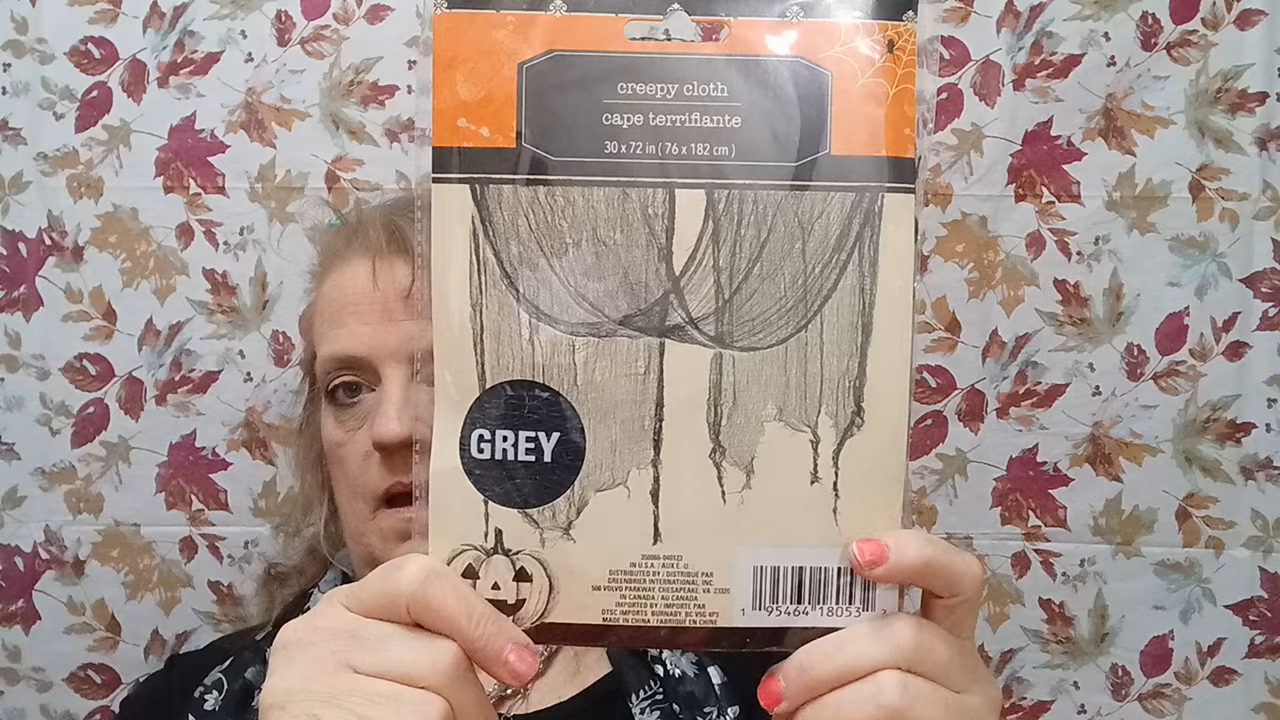 creepy cloth
cape terrifiante
30 x 72 in ( 76 x 182 cm )
GREY
350066-040123
IN U.S.A. / AUX É.-U. :
DISTRIBUTED BY / DISTRIBUÉ PAR
GREENBRIER INTERNATIONAL, INC.
500 VOLVO PARKWAY, CHESAPEAKE, VA 23320
IN CANADA / AU CANADA:
IMPORTED BY / IMPORTÉ PAR
DTSC IMPORTS, BURNABY, BC V5G 4P3
MADE IN CHINA / FABRIQUÉ EN CHINE
1 95464 18053 2